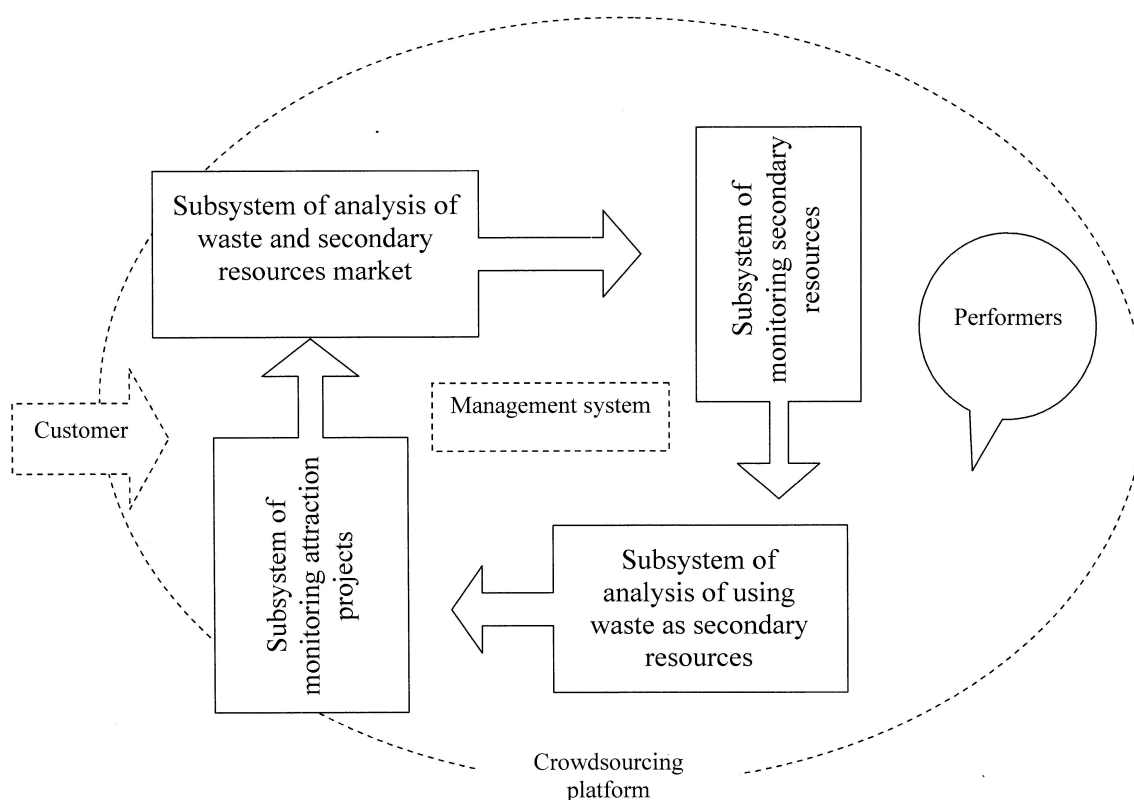 Subsystem of analysis of
waste and secondary
resources market
Subsystem of
monitoring secondary
resources
Performers
Management system
Customer
Subsystem of
monitoring attraction
projects
Subsystem of
analysis of using
waste as secondary
resources
Crowdsourcing
platform